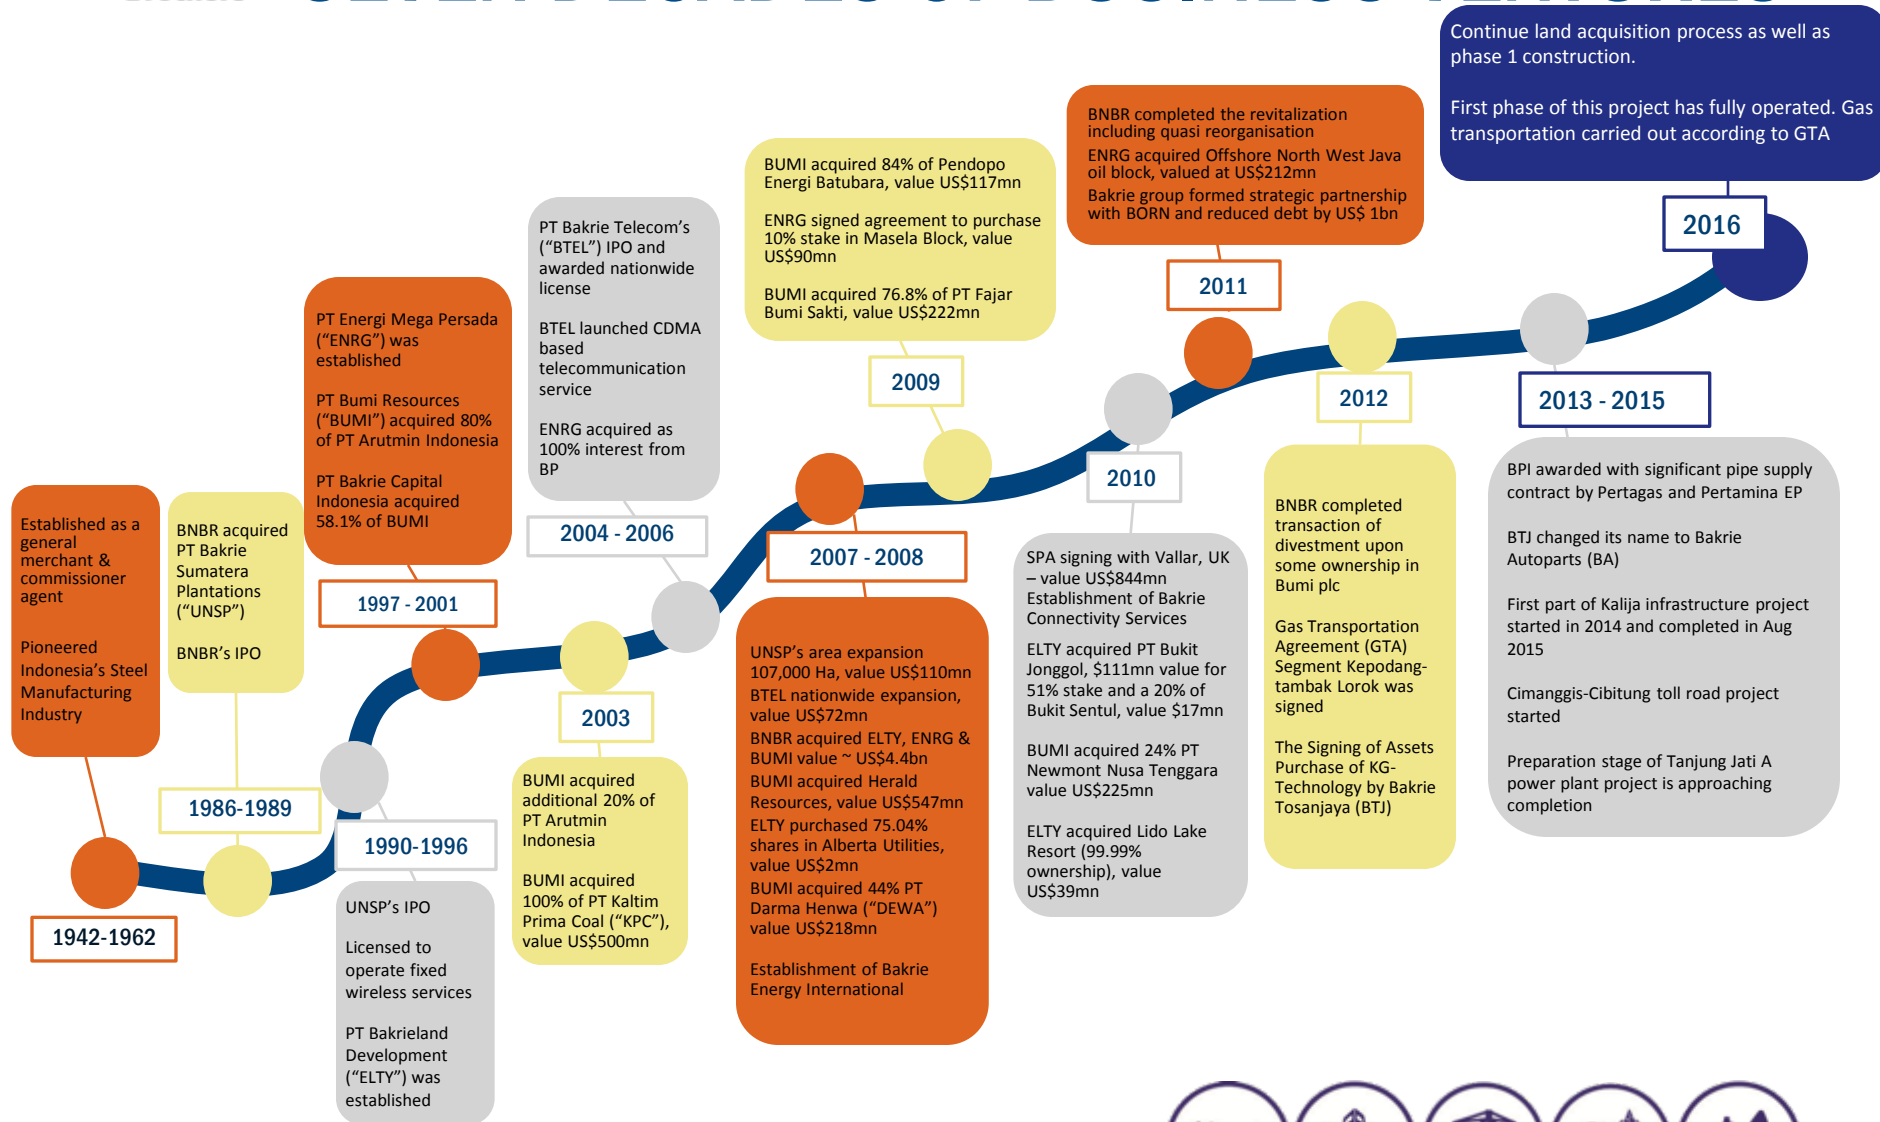 SEVEN DECADES OF BUSINESS VENTURES
Continue land acquisition process as well as
phase 1 construction.
First phase of this project has fully operated. Gas
transportation carried out according to GTA
2016
BNBR completed the revitalization
including quasi reorganisation
ENRG acquired Offshore North West Java
oil block, valued at US$212mn
Bakrie group formed strategic partnership
with BORN and reduced debt by US$ 1bn
2011
BUMI acquired 84% of Pendopo
Energi Batubara, value US$117mn
ENRG signed agreement to purchase
10% stake in Masela Block, value
US$90mn
BUMI acquired 76.8% of PT Fajar
Bumi Sakti, value US$222mn
2009
PT Bakrie Telecom’s
(“BTEL”) IPO and
awarded nationwide
license
BTEL launched CDMA
based
telecommunication
service
ENRG acquired as
100% interest from
BP
2004 - 2006
PT Energi Mega Persada
(“ENRG”) was
established
PT Bumi Resources
(“BUMI”) acquired 80%
of PT Arutmin Indonesia
PT Bakrie Capital
Indonesia acquired
58.1% of BUMI
1997 - 2001
BNBR acquired
PT Bakrie
Sumatera
Plantations
(“UNSP”)
BNBR’s IPO
1986-1989
Established as a
general
merchant &
commissioner
agent
Pioneered
Indonesia’s Steel
Manufacturing
Industry
1942-1962
1990-1996
UNSP’s IPO
Licensed to
operate fixed
wireless services
PT Bakrieland
Development
(“ELTY”) was
established
2003
BUMI acquired
additional 20% of
PT Arutmin
Indonesia
BUMI acquired
100% of PT Kaltim
Prima Coal (“KPC”),
value US$500mn
2007 - 2008
UNSP’s area expansion
107,000 Ha, value US$110mn
BTEL nationwide expansion,
value US$72mn
BNBR acquired ELTY, ENRG &
BUMI value ~ US$4.4bn
BUMI acquired Herald
Resources, value US$547mn
ELTY purchased 75.04%
shares in Alberta Utilities,
value US$2mn
BUMI acquired 44% PT
Darma Henwa (“DEWA”)
value US$218mn
Establishment of Bakrie
Energy International
2010
SPA signing with Vallar, UK
– value US$844mn
Establishment of Bakrie
Connectivity Services
ELTY acquired PT Bukit
Jonggol, $111mn value for
51% stake and a 20% of
Bukit Sentul, value $17mn
BUMI acquired 24% PT
Newmont Nusa Tenggara
value US$225mn
ELTY acquired Lido Lake
Resort (99.99%
ownership), value
US$39mn
2012
BNBR completed
transaction of
divestment upon
some ownership in
Bumi plc
Gas Transportation
Agreement (GTA)
Segment Kepodang-
tambak Lorok was
signed
The Signing of Assets
Purchase of KG-
Technology by Bakrie
Tosanjaya (BTJ)
2013 - 2015
BPI awarded with significant pipe supply
contract by Pertagas and Pertamina EP
BTJ changed its name to Bakrie
Autoparts (BA)
First part of Kalija infrastructure project
started in 2014 and completed in Aug
2015
Cimanggis-Cibitung toll road project
started
Preparation stage of Tanjung Jati A
power plant project is approaching
completion